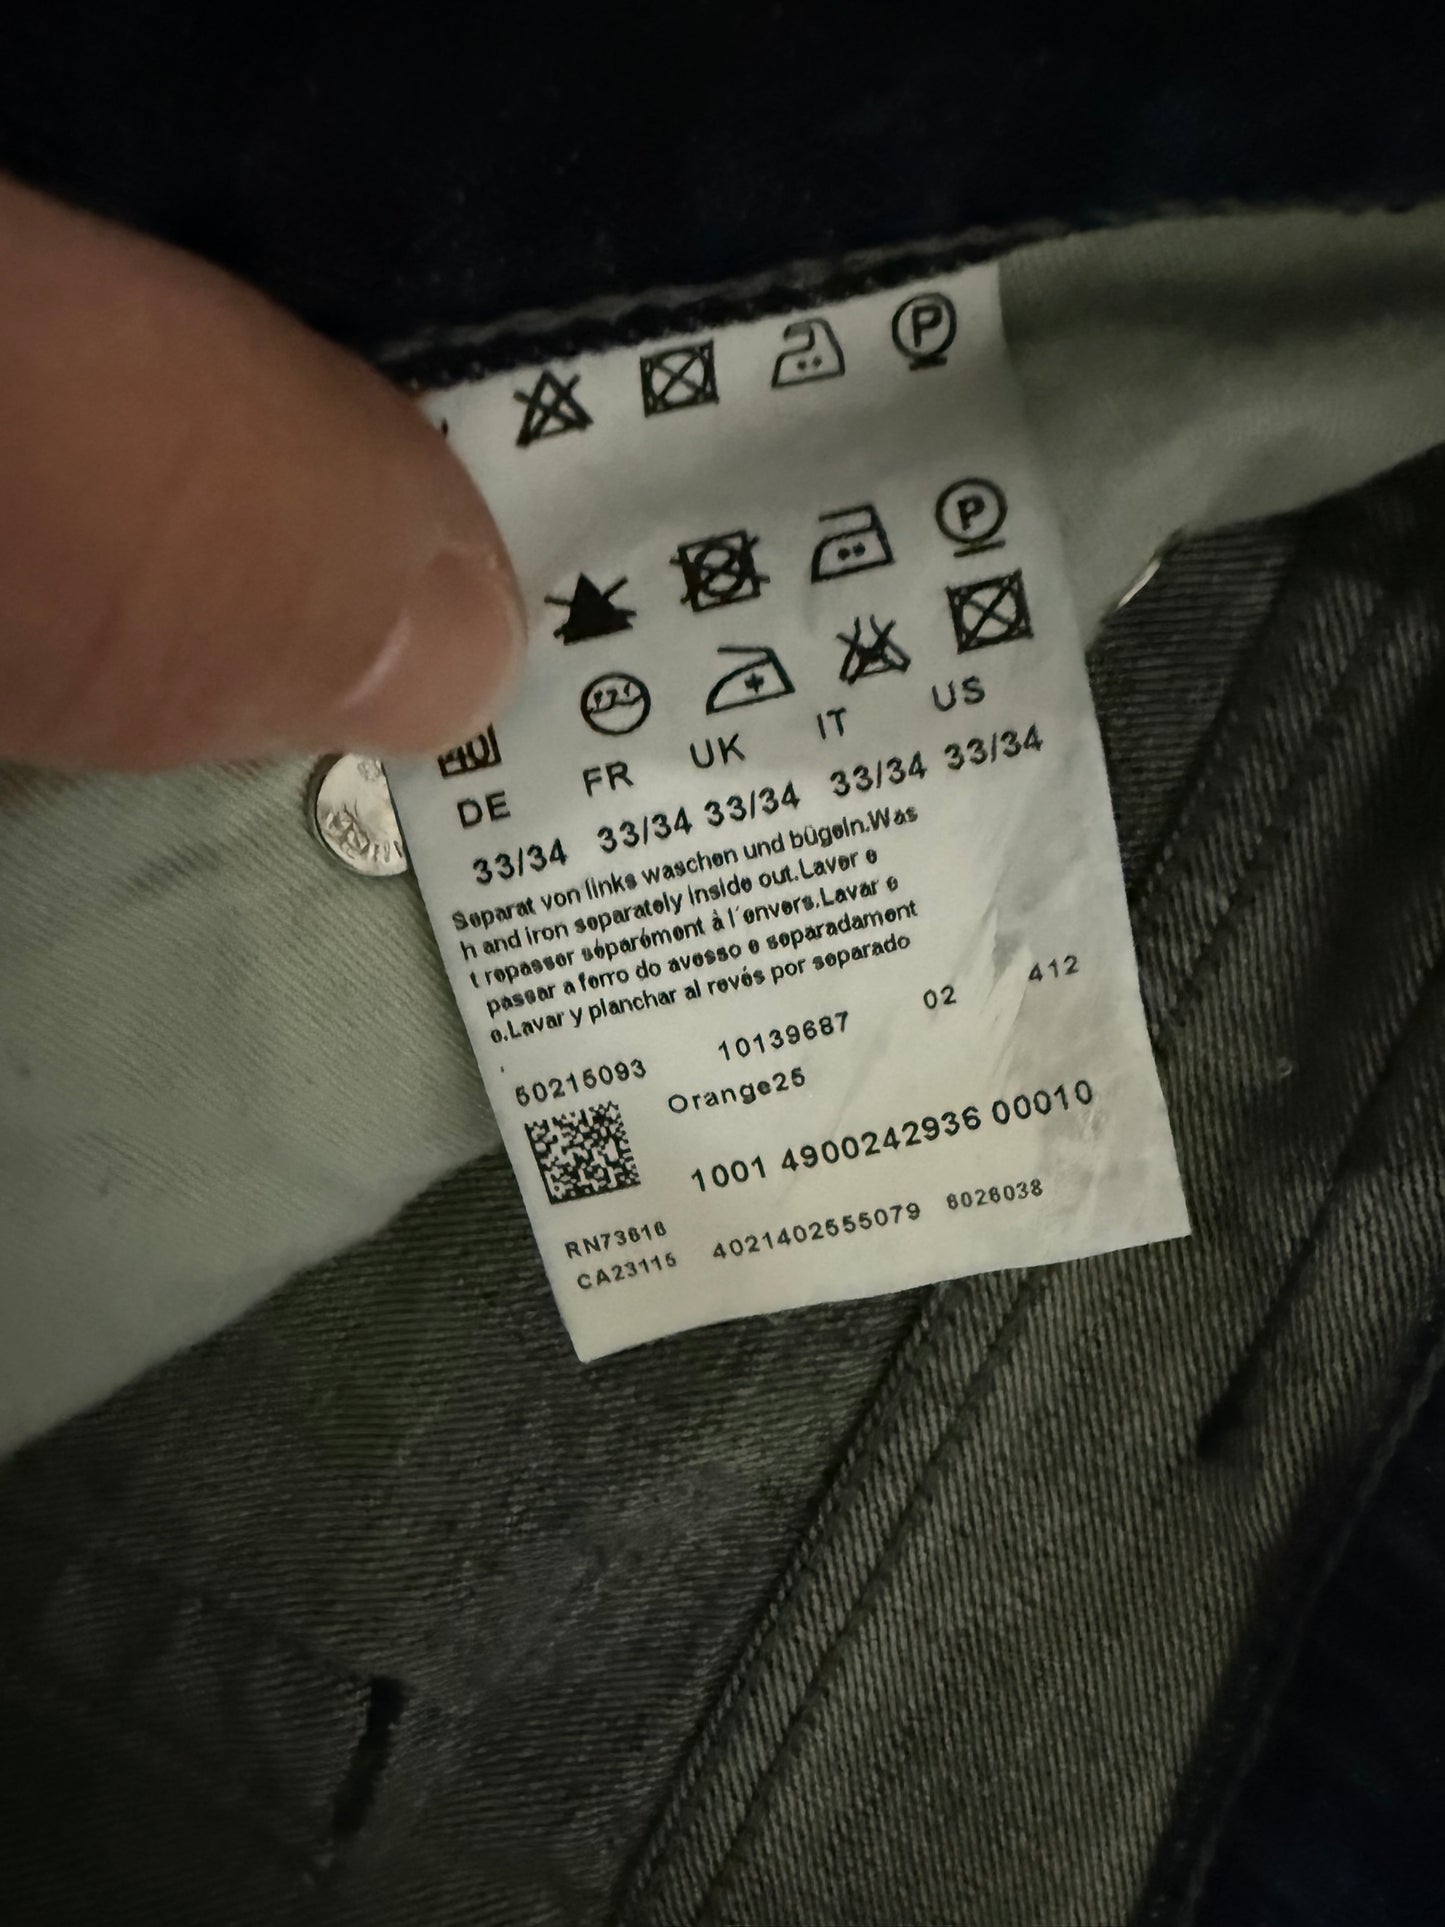 P
P
40
DE FR UK IT US
33/34 33/34 33/34 33/34 33/34
Separat von links waschen und bügeln.Was
h and iron separately inside out.Laver e
t repasser séparément à l´envers.Lavar e
passar a ferro do avesso e separadament
e.Lavar y planchar al revés por separado
.
50215093 10139687 02 412
Orange25
1001 4900242936 00010
RN73616
CA23115 4021402555079 6026038